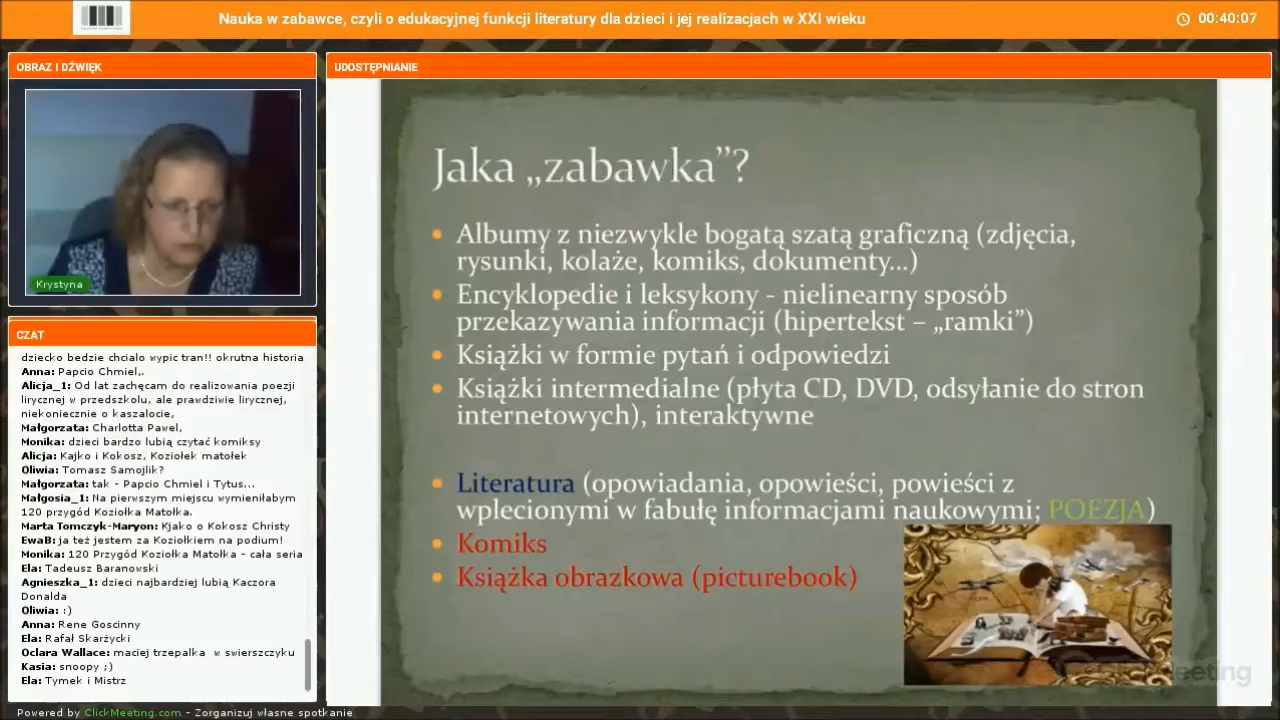 Nauka w zabawce, czyli o edukacyjnej funkcji literatury dla dzieci i jej realizacjach w XXI wieku
00:40:07
OBRAZ I DŹWIĘK
Krystyna
CZAT
dziecko bedzie chcialo wypic tran!! okrutna historia
Anna: Papcio Chmiel,.
Alicja_1: Od lat zachęcam do realizowania poezji
lirycznej w przedszkolu, ale prawdziwie lirycznej,
niekoniecznie o kaszalocie,
Małgorzata: Charlotta Pawel,
Monika: dzieci bardzo lubią czytać komiksy
Alicja: Kajko i Kokosz, Koziołek matołek
Oliwia: Tomasz Samojlik?
Małgorzata: tak - Papcio Chmiel i Tytus...
Małgosia_1: Na pierwszym miejscu wymieniłabym
120 przygód Koziołka Matołka.
Marta Tomczyk-Maryon: Kjako o Kokosz Christy
EwaB: ja też jestem za Koziołkiem na podium!
Monika: 120 Przygód Koziołka Matołka - cała seria
Ela: Tadeusz Baranowski
Agnieszka_1: dzieci najbardziej lubią Kaczora
Donalda
Oliwia: :)
Anna: Rene Goscinny
Ela: Rafał Skarżycki
Oclara Wallace: maciej trzepalka w swierszczyku
Kasia: snoopy ;)
Ela: Tymek i Mistrz
UDOSTĘPNIANIE
Jaka „zabawka”?
• Albumy z niezwykle bogatą szatą graficzną (zdjęcia,
rysunki, kolaże, komiks, dokumenty...)
• Encyklopedie i leksykony - nielinearny sposób
przekazywania informacji (hipertekst – „ramki”)
• Książki w formie pytań i odpowiedzi
• Książki intermedialne (płyta CD, DVD, odsyłanie do stron
internetowych), interaktywne
• Literatura (opowiadania, opowieści, powieści z
wplecionymi w fabułę informacjami naukowymi; POEZJA)
• Komiks
• Książka obrazkowa (picturebook)
Powered by ClickMeeting.com - Zorganizuj własne spotkanie